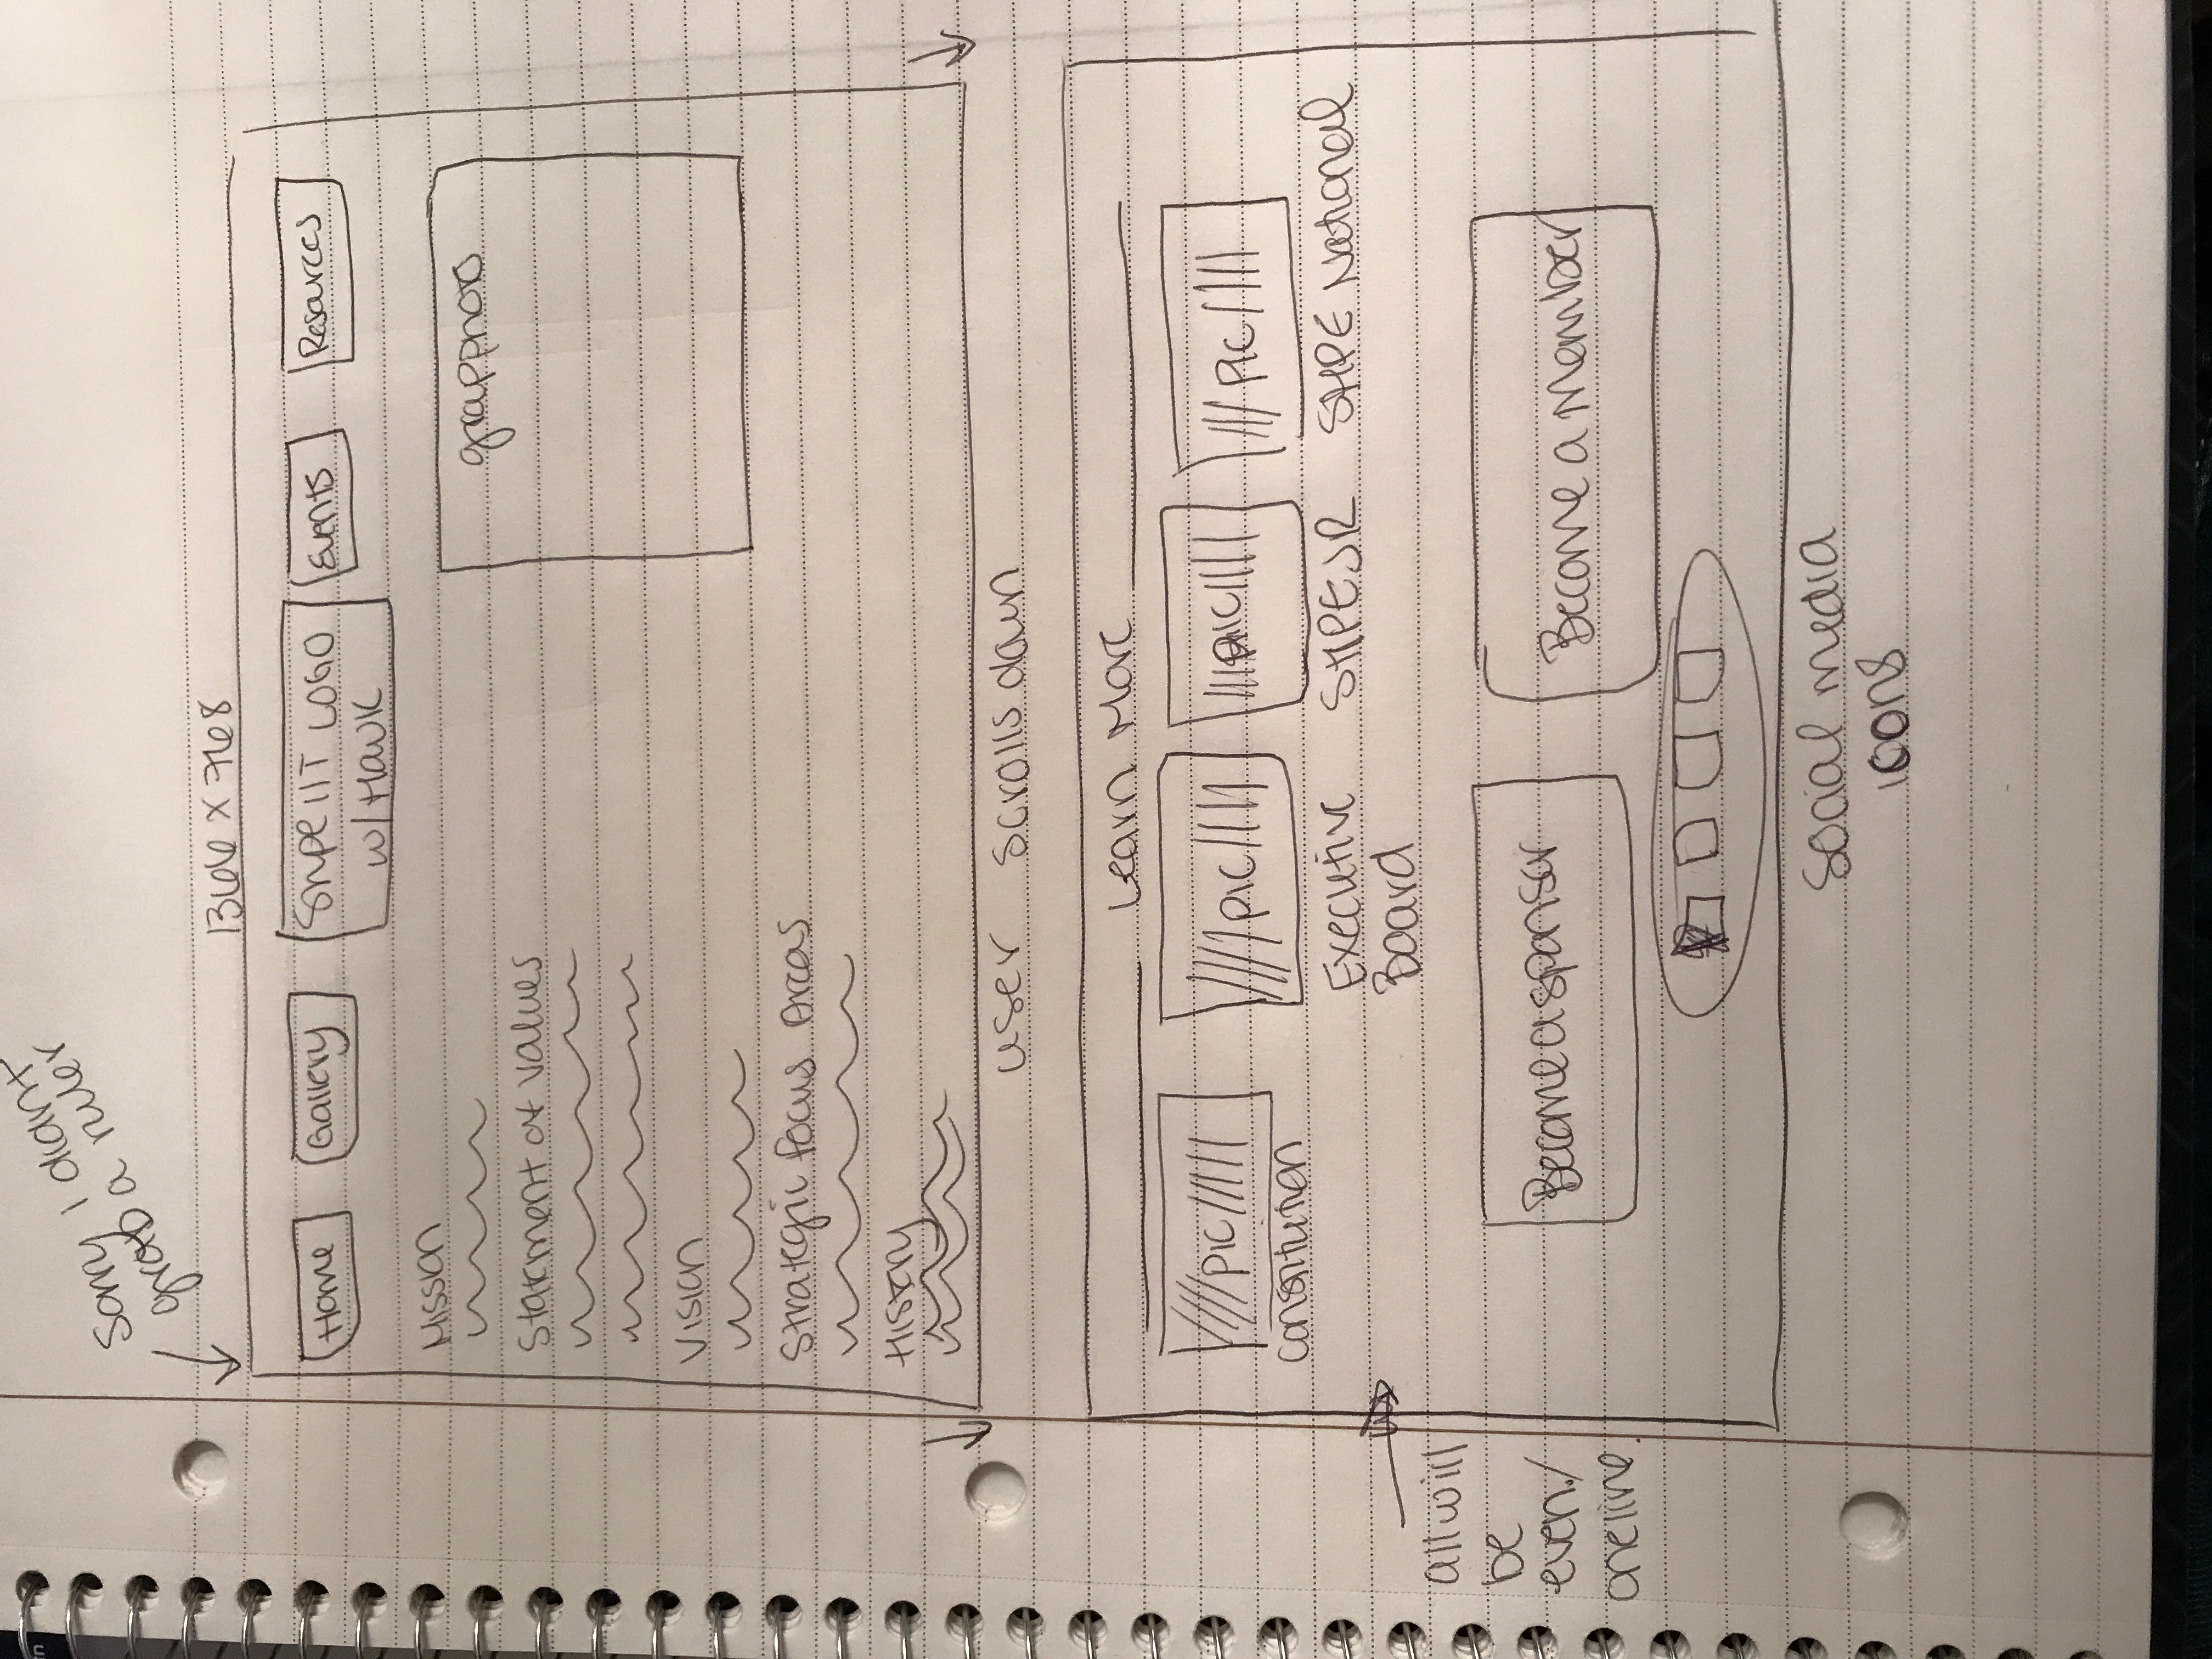 Sorry I didnt
grab a ruler
1366 x 768
Home
Gallery
Shpe IIT LOGO
w/ Hawk
Events
Resources
Mission
group photo
Statment of values
Vision
Strategic focus Areas
History
user scrolls down
Learn More
pic
pic
pic
pic
Constitution
Executive
Board
SHPE JR
SHPE National
all will
be
even/
one line.
Become a sponsor
Become a member
Social media
icons